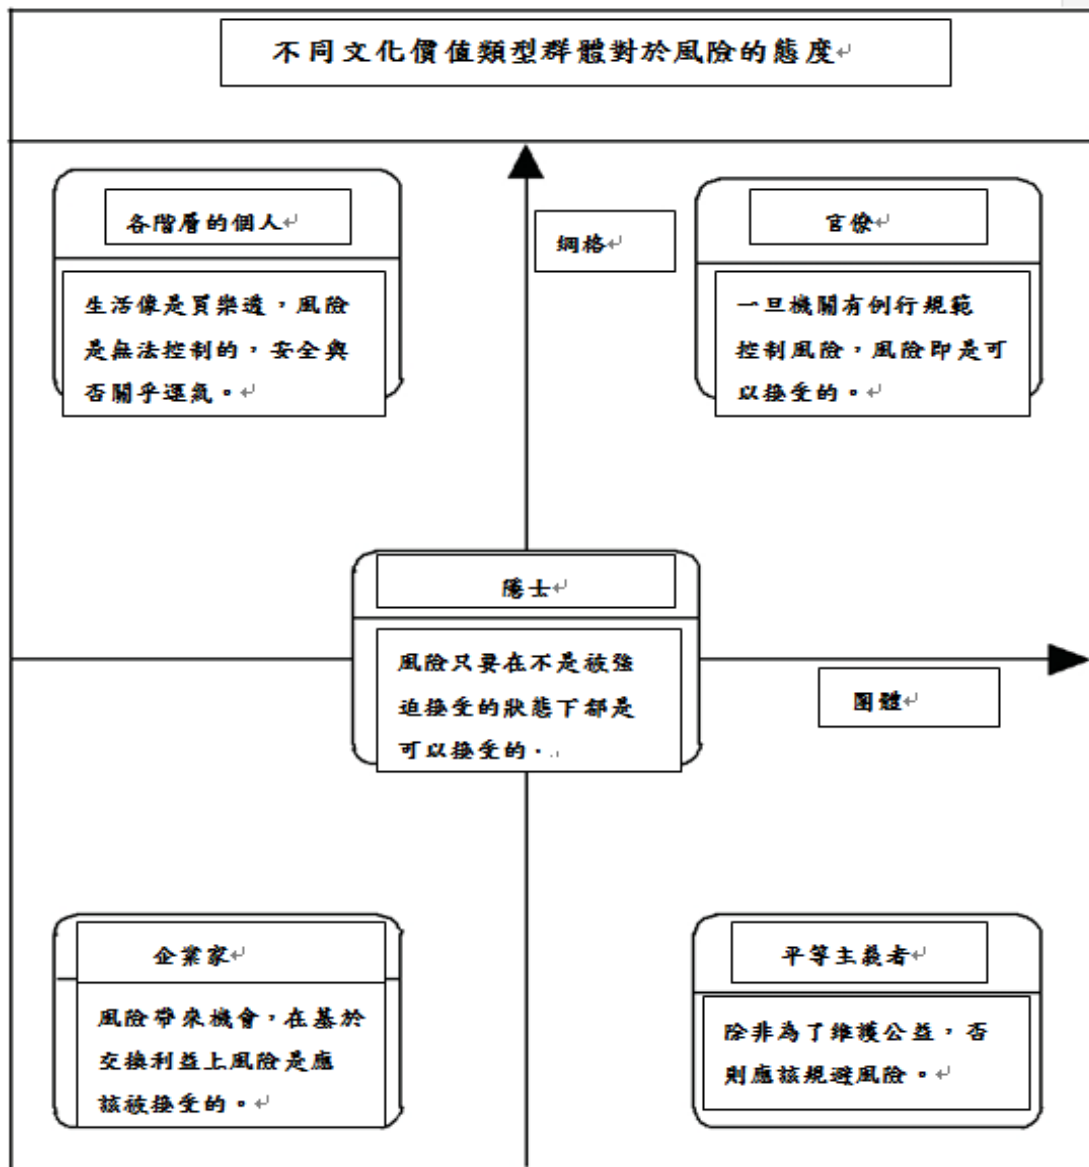 不同文化價值類型群體對於風險的態度↵
各階層的個人↵
生活像是買樂透，風險
是無法控制的，安全與
否關乎運氣。↵
網格↵
官僚↵
一旦機關有例行規範
控制風險，風險即是可
以接受的。↵
隱士↵
風險只要在不是被強
迫接受的狀態下都是
可以接受的．↵
團體↵
企業家↵
風險帶來機會，在基於
交換利益上風險是應
該被接受的。↵
平等主義者↵
除非為了維護公益，否
則應該規避風險。↵